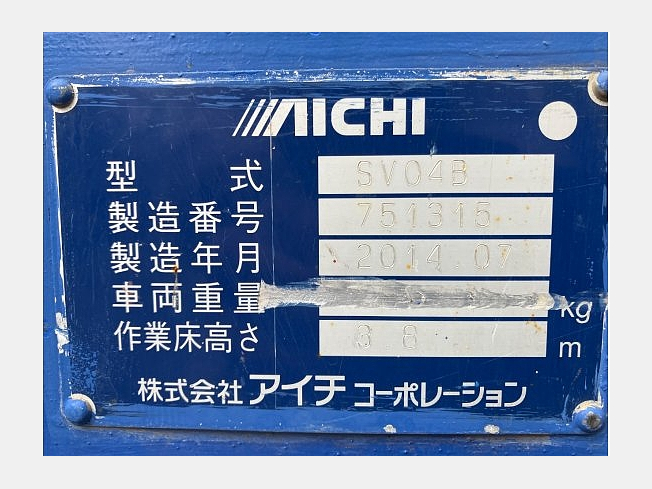 AICHI
型式 SV04B
製造番号 751315
製造年月 2014 07
車両重量 kg
作業床高さ 8 8 m
株式会社 アイチ コーポレーション